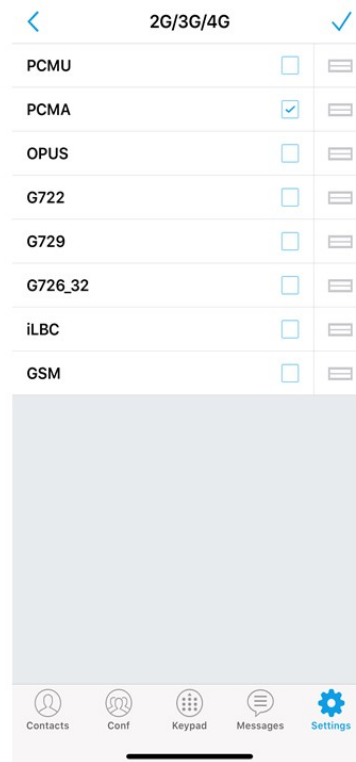 2G/3G/4G
PCMU
PCMA
OPUS
G722
G729
G726_32
iLBC
GSM
Contacts Conf Keypad Messages Settings